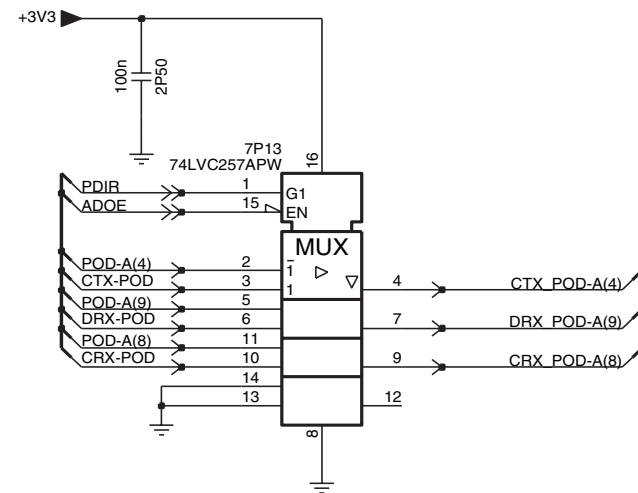 +3V3
100n
2P50
7P13
74LVC257APW
16
PDIR
1
G1
ADOE
15
EN
MUX
POD-A(4)
2
1
CTX-POD
3
1
4
CTX_POD-A(4)
POD-A(9)
5
DRX-POD
6
7
DRX_POD-A(9)
POD-A(8)
11
CRX-POD
10
9
CRX_POD-A(8)
14
13
12
8